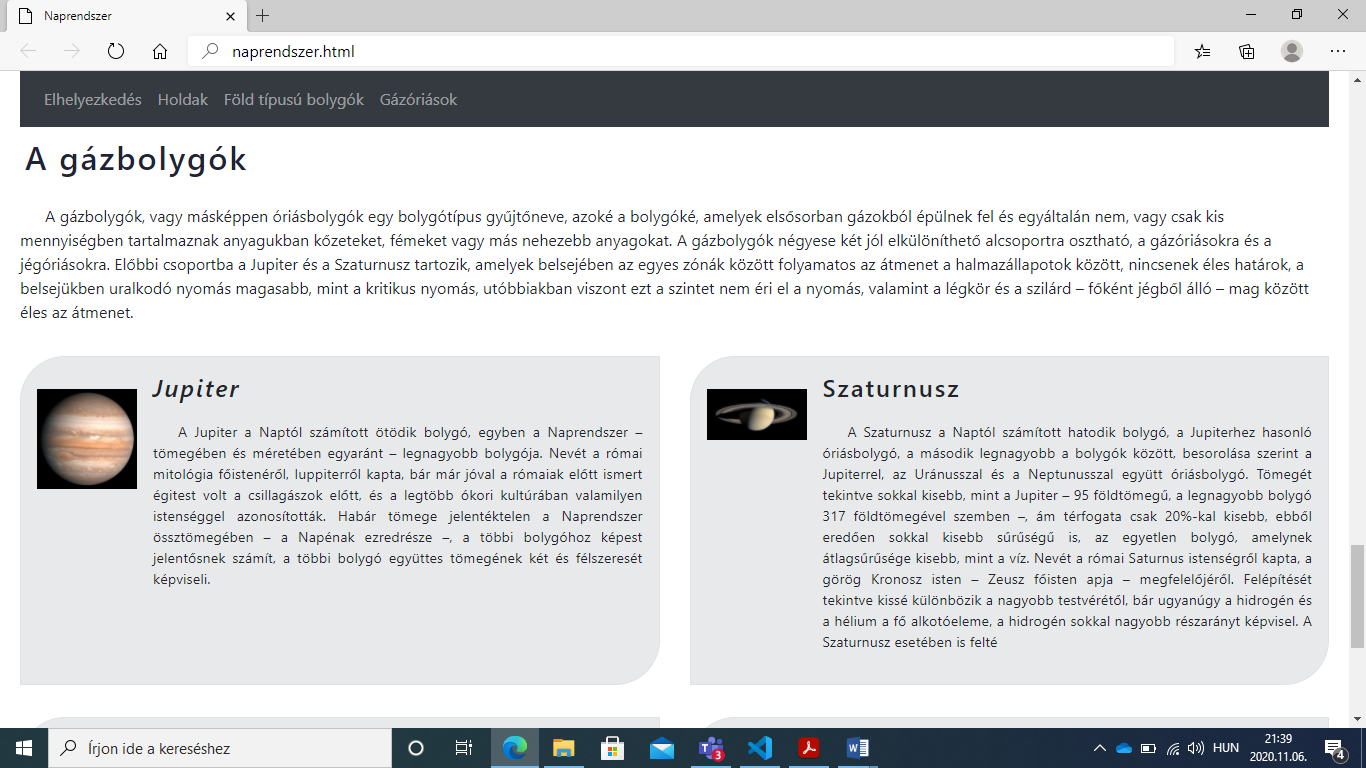 Naprendszer
naprendszer.html
Elhelyezkedés Holdak Föld típusú bolygók Gázóriások
A gázbolygók
A gázbolygók, vagy másképpen óriásbolygók egy bolygótípus gyűjtőneve, azoké a bolygóké, amelyek elsősorban gázokból épülnek fel és egyáltalán nem, vagy csak kis
mennyiségben tartalmaznak anyagukban kőzeteket, fémeket vagy más nehezebb anyagokat. A gázbolygók négyese két jól elkülöníthető alcsoportra osztható, a gázóriásokra és a
jégóriásokra. Előbbi csoportba a Jupiter és a Szaturnusz tartozik, amelyek belsejében az egyes zónák között folyamatos az átmenet a halmazállapotok között, nincsenek éles határok, a
belsejükben uralkodó nyomás magasabb, mint a kritikus nyomás, utóbbiakban viszont ezt a szintet nem éri el a nyomás, valamint a légkör és a szilárd – főként jégből álló – mag között
éles az átmenet.
Jupiter
A Jupiter a Naptól számított ötödik bolygó, egyben a Naprendszer –
tömegében és méretében egyaránt – legnagyobb bolygója. Nevét a római
mitológia főistenéről, Iuppiterről kapta, bár már jóval a rómaiak előtt ismert
égitest volt a csillagászok előtt, és a legtöbb ókori kultúrában valamilyen
istenséggel azonosították. Habár tömege jelentéktelen a Naprendszer
össztömegében – a Napénak ezredrésze –, a többi bolygóhoz képest
jelentősnek számít, a többi bolygó együttes tömegének két és félszeresét
képviseli.
Szaturnusz
A Szaturnusz a Naptól számított hatodik bolygó, a Jupiterhez hasonló
óriásbolygó, a második legnagyobb a bolygók között, besorolása szerint a
Jupiterrel, az Uránusszal és a Neptunusszal együtt óriásbolygó. Tömegét
tekintve sokkal kisebb, mint a Jupiter – 95 földtömegű, a legnagyobb bolygó
317 földtömegével szemben –, ám térfogata csak 20%-kal kisebb, ebből
eredően sokkal kisebb sűrűségű is, az egyetlen bolygó, amelynek
átlagsűrűsége kisebb, mint a víz. Nevét a római Saturnus istenségről kapta, a
görög Kronosz isten – Zeusz főisten apja – megfelelőjéről. Felépítését
tekintve kissé különbözik a nagyobb testvérétől, bár ugyanúgy a hidrogén és
a hélium a fő alkotóeleme, a hidrogén sokkal nagyobb részarányt képvisel. A
Szaturnusz esetében is felté
Írjon ide a kereséshez
3
HUN
21:39
2020.11.06.
4